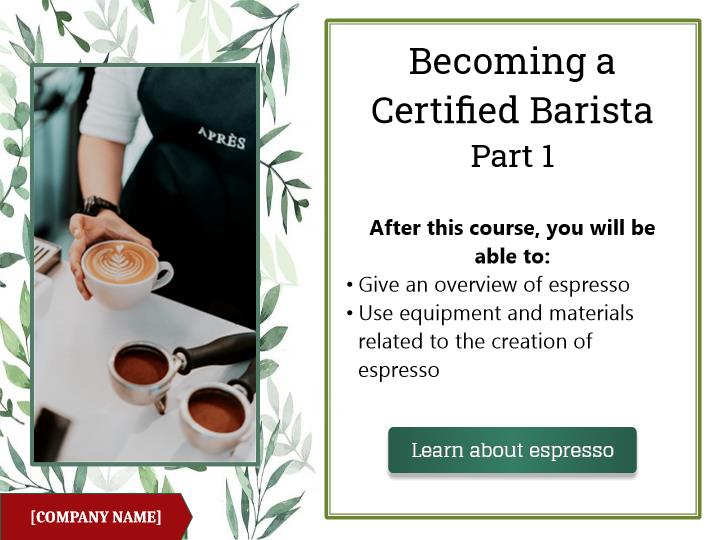 APRÈS
Becoming a
Certified Barista
Part 1
After this course, you will be
able to:
• Give an overview of espresso
• Use equipment and materials
related to the creation of
espresso
Learn about espresso
[COMPANY NAME]